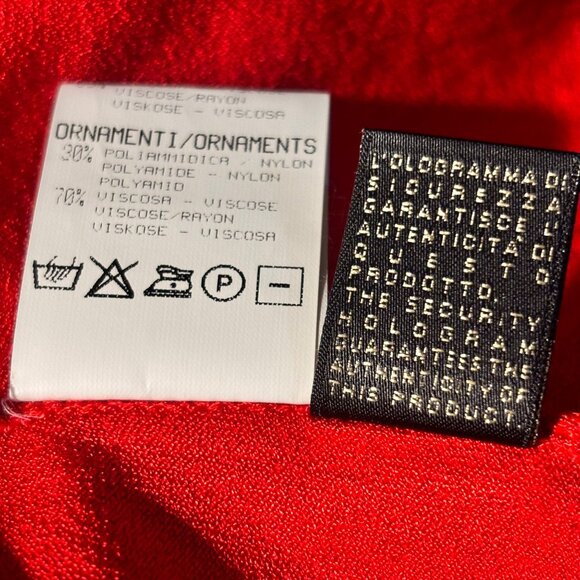 VISCOSE/RAYON
VISKOSE - VISCOSA
ORNAMENTI/ORNAMENTS
30% POLIAMMIDICA / NYLON
POLYAMIDE - NYLON
POLYAMID
70% VISCOSA - VISCOSE
VISCOSE/RAYON
VISKOSE - VISCOSA
P
L'OLOGRAMMA DI
SICUREZZA
GARANTISCE L'
AUTENTICITÀ DI
QUESTO
PRODOTTO.
THE SECURITY
HOLOGRAM
GUARANTEES THE
AUTHENTICITY OF
THIS PRODUCT.